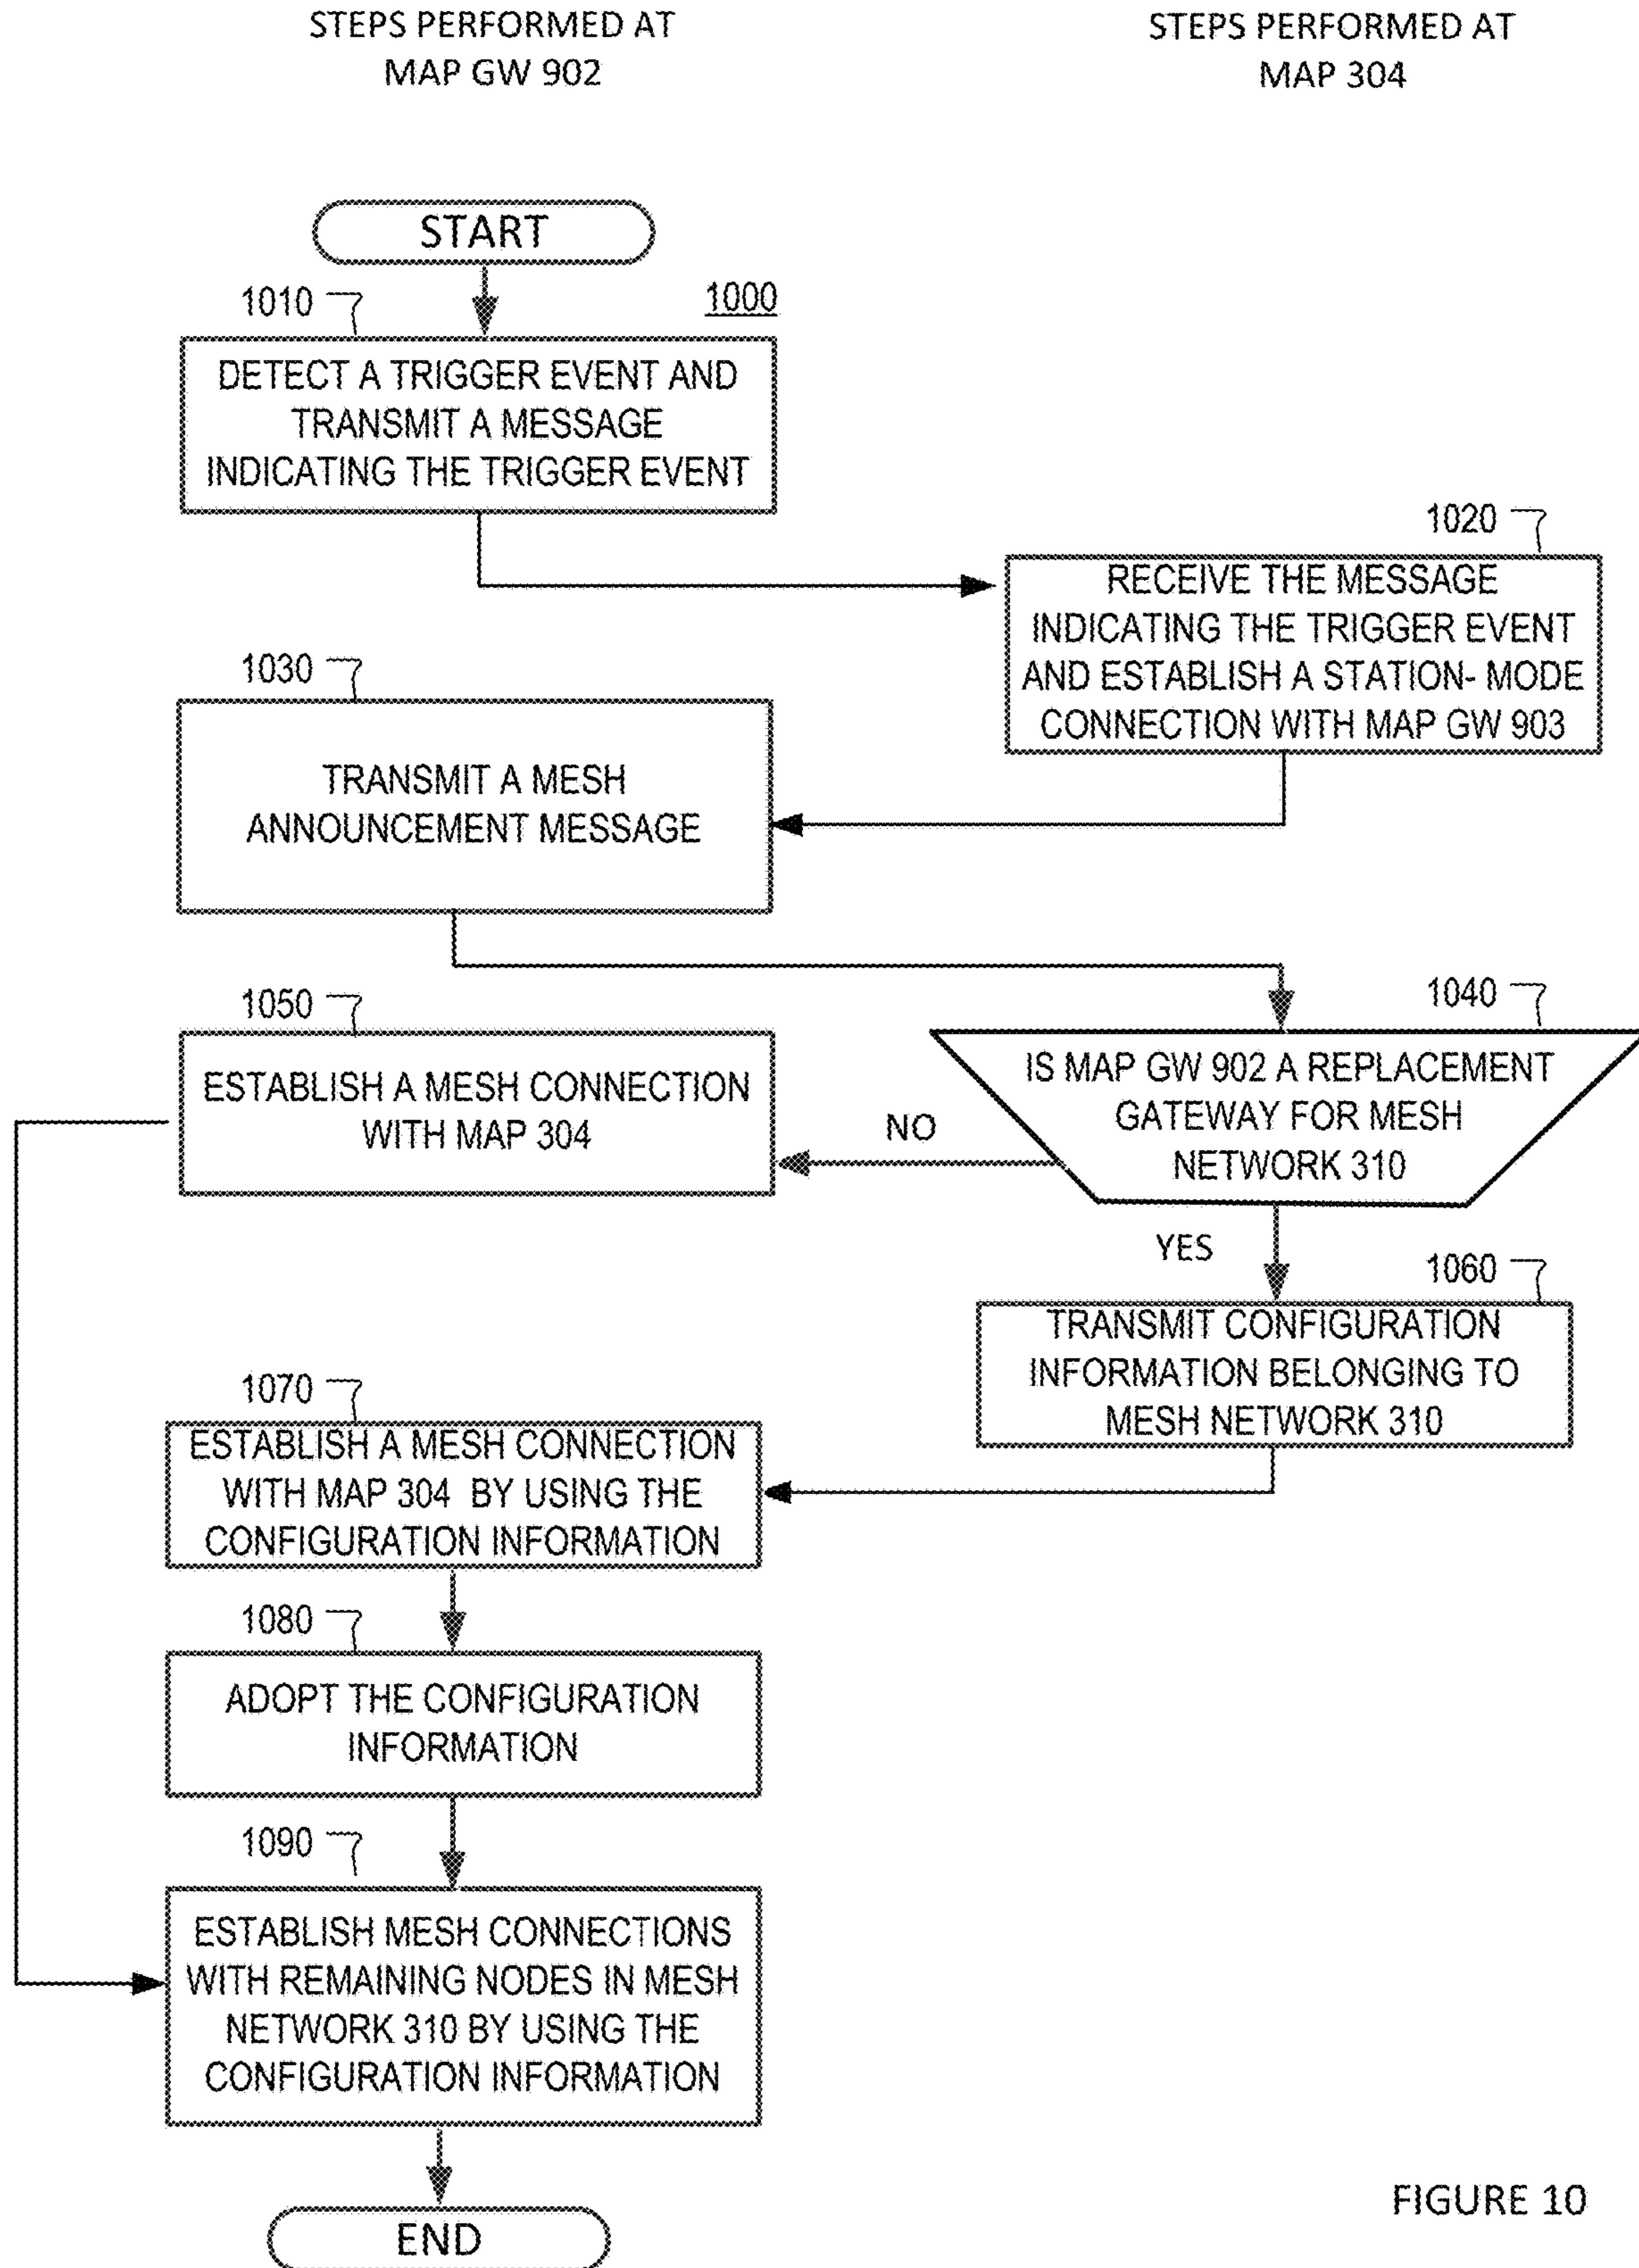 STEPS PERFORMED AT
MAP GW 902
STEPS PERFORMED AT
MAP 304
START
1010
1000
DETECT A TRIGGER EVENT AND
TRANSMIT A MESSAGE
INDICATING THE TRIGGER EVENT
1020
RECEIVE THE MESSAGE
INDICATING THE TRIGGER EVENT
AND ESTABLISH A STATION- MODE
CONNECTION WITH MAP GW 903
1030
TRANSMIT A MESH
ANNOUNCEMENT MESSAGE
1040
IS MAP GW 902 A REPLACEMENT
GATEWAY FOR MESH
NETWORK 310
1050
ESTABLISH A MESH CONNECTION
WITH MAP 304
NO
YES
1060
TRANSMIT CONFIGURATION
INFORMATION BELONGING TO
MESH NETWORK 310
1070
ESTABLISH A MESH CONNECTION
WITH MAP 304 BY USING THE
CONFIGURATION INFORMATION
1080
ADOPT THE CONFIGURATION
INFORMATION
1090
ESTABLISH MESH CONNECTIONS
WITH REMAINING NODES IN MESH
NETWORK 310 BY USING THE
CONFIGURATION INFORMATION
END
FIGURE 10